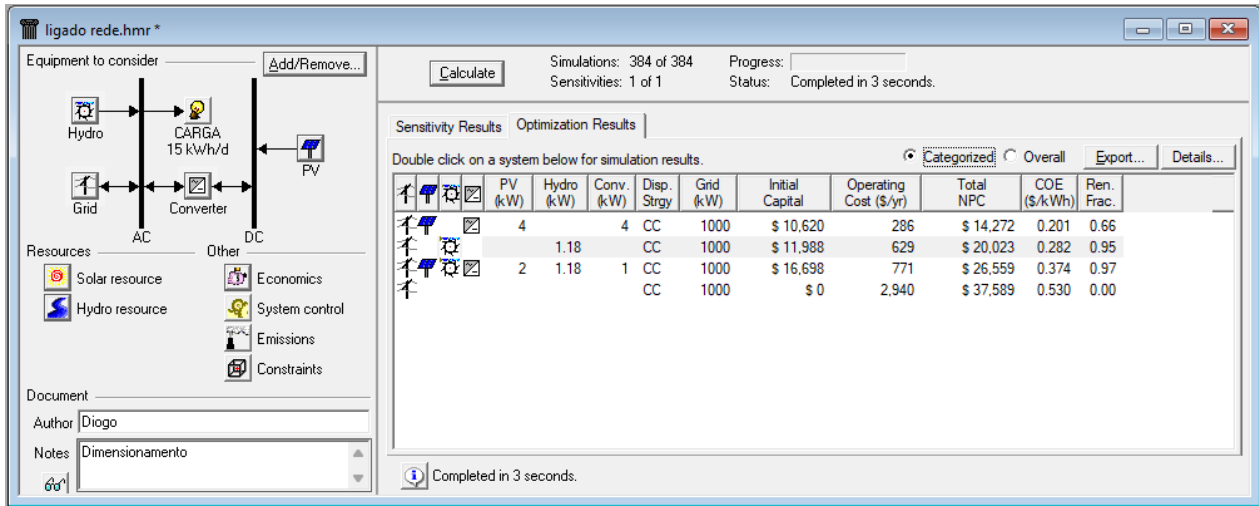 ligado rede.hmr *
Equipment to consider
Add/Remove...
Hydro
CARGA
15 kWh/d
PV
Grid
Converter
AC
DC
Resources
Other
Solar resource
Economics
Hydro resource
System control
Emissions
Constraints
Document
Author Diogo
Notes Dimensionamento
Calculate
Simulations: 384 of 384
Progress:
Sensitivities: 1 of 1
Status: Completed in 3 seconds.
Sensitivity Results Optimization Results
Double click on a system below for simulation results.
Categorized Overall
Export... Details...
PV (kW) Hydro (kW) Conv. (kW) Disp. Strgy Grid (kW) Initial Capital Operating Cost ($/yr) Total NPC COE ($/kWh) Ren. Frac.
4 4 CC 1000 $ 10,620 286 $ 14,272 0.201 0.66
1.18 CC 1000 $ 11,988 629 $ 20,023 0.282 0.95
2 1.18 1 CC 1000 $ 16,698 771 $ 26,559 0.374 0.97
CC 1000 $ 0 2,940 $ 37,589 0.530 0.00
Completed in 3 seconds.